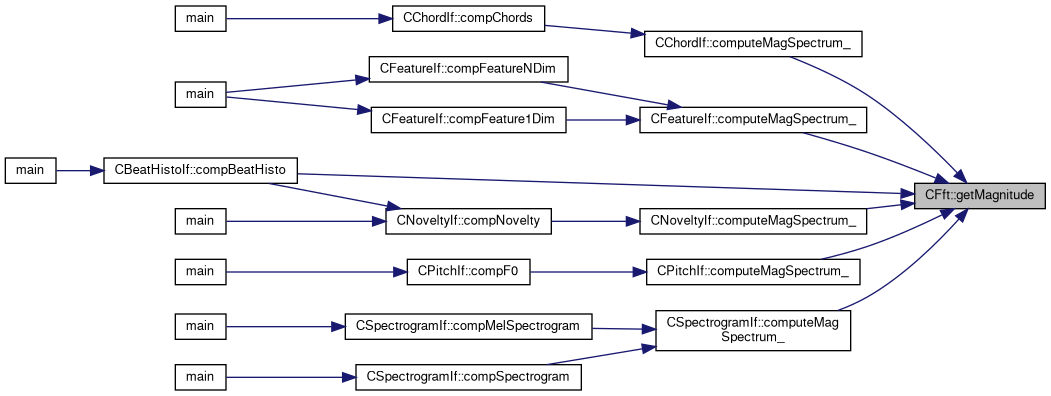 main
CChordIf::compChords
CChordIf::computeMagSpectrum_
CFeatureIf::compFeatureNDim
main
CFeatureIf::compFeature1Dim
CFeatureIf::computeMagSpectrum_
main
CBeatHistoIf::compBeatHisto
CFft::getMagnitude
main
CNoveltyIf::compNovelty
CNoveltyIf::computeMagSpectrum_
main
CPitchIf::compF0
CPitchIf::computeMagSpectrum_
main
CSpectrogramIf::compMelSpectrogram
CSpectrogramIf::computeMag
Spectrum_
main
CSpectrogramIf::compSpectrogram